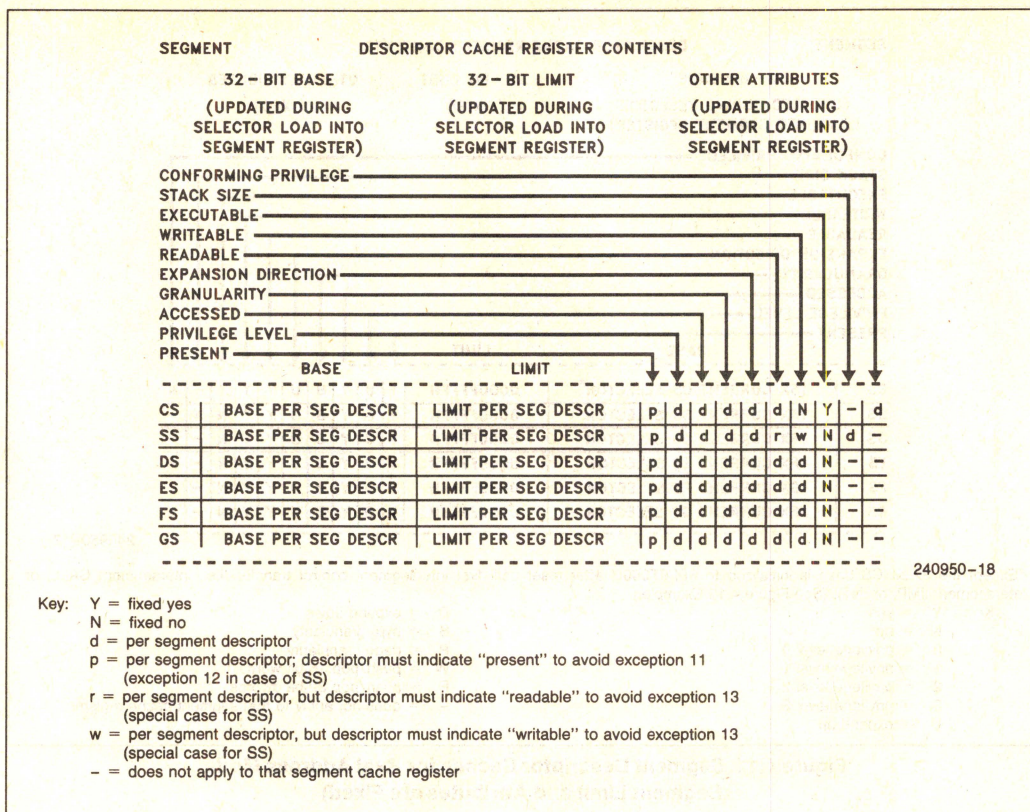 SEGMENT DESCRIPTOR CACHE REGISTER CONTENTS
32 – BIT BASE 32 – BIT LIMIT OTHER ATTRIBUTES
(UPDATED DURING (UPDATED DURING (UPDATED DURING
SELECTOR LOAD INTO SELECTOR LOAD INTO SELECTOR LOAD INTO
SEGMENT REGISTER) SEGMENT REGISTER) SEGMENT REGISTER)
CONFORMING PRIVILEGE
STACK SIZE
EXECUTABLE
WRITEABLE
READABLE
EXPANSION DIRECTION
GRANULARITY
ACCESSED
PRIVILEGE LEVEL
PRESENT
BASE LIMIT
CS BASE PER SEG DESCR LIMIT PER SEG DESCR p d d d d d N Y – d
SS BASE PER SEG DESCR LIMIT PER SEG DESCR p d d d d r w N d –
DS BASE PER SEG DESCR LIMIT PER SEG DESCR p d d d d d d N – –
ES BASE PER SEG DESCR LIMIT PER SEG DESCR p d d d d d d N – –
FS BASE PER SEG DESCR LIMIT PER SEG DESCR p d d d d d d N – –
GS BASE PER SEG DESCR LIMIT PER SEG DESCR p d d d d d d N – –
240950–18
Key: Y = fixed yes
N = fixed no
d = per segment descriptor
p = per segment descriptor; descriptor must indicate "present" to avoid exception 11
(exception 12 in case of SS)
r = per segment descriptor, but descriptor must indicate "readable" to avoid exception 13
(special case for SS)
w = per segment descriptor, but descriptor must indicate "writable" to avoid exception 13
(special case for SS)
– = does not apply to that segment cache register